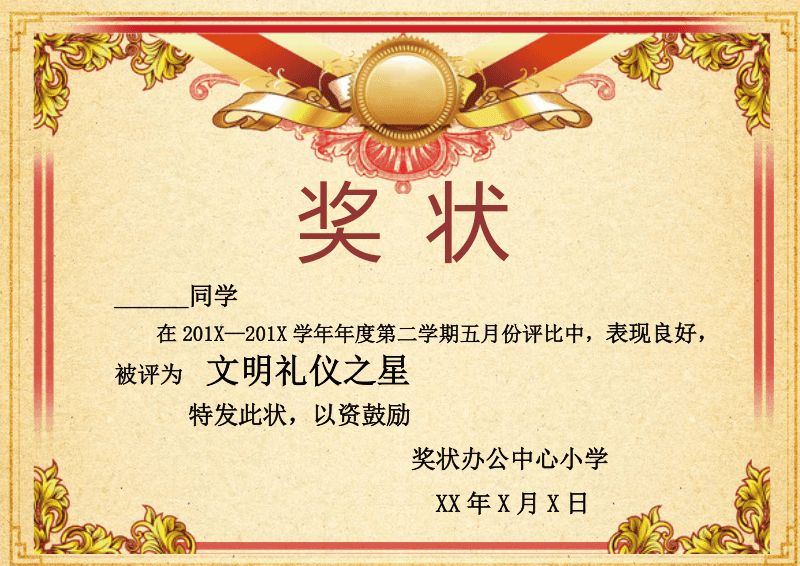 奖 状
______同学
在 201X—201X 学年年度第二学期五月份评比中，表现良好，
被评为 文明礼仪之星
特发此状，以资鼓励
奖状办公中心小学
XX 年 X 月 X 日